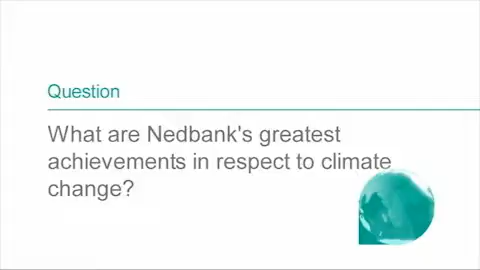 Question
What are Nedbank's greatest
achievements in respect to climate
change?